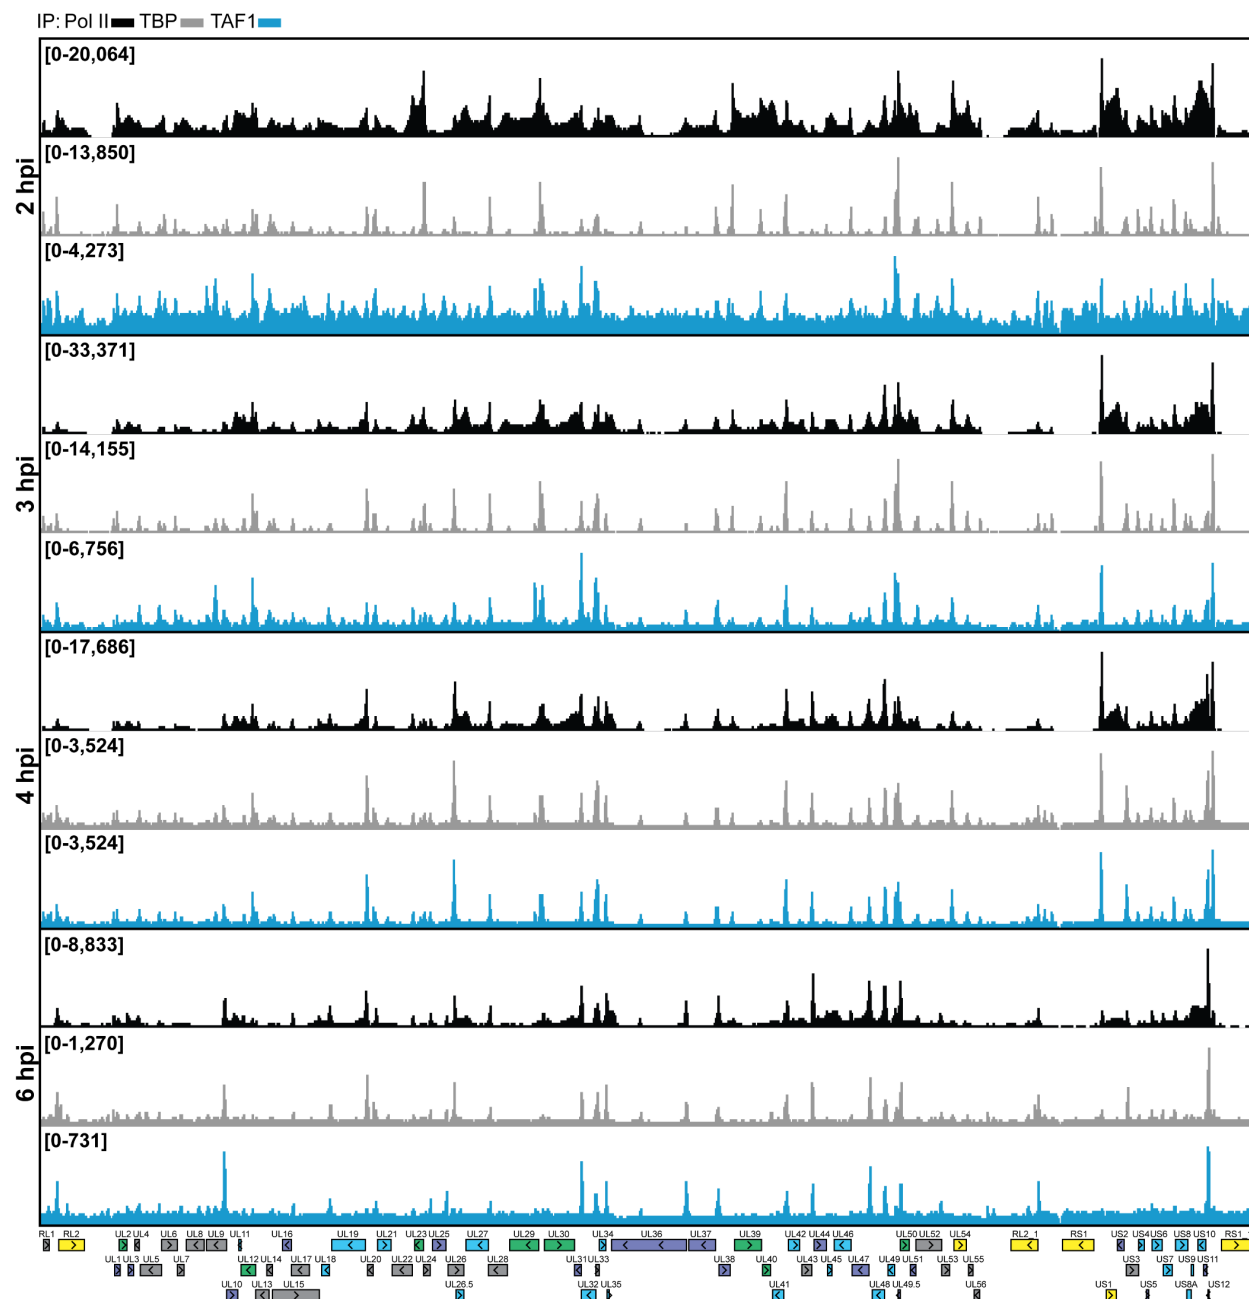 IP: Pol II TBP TAF1
[0-20,064]
[0-13,850]
2 hpi
[0-4,273]
[0-33,371]
[0-14,155]
3 hpi
[0-6,756]
[0-17,686]
[0-3,524]
4 hpi
[0-3,524]
[0-8,833]
[0-1,270]
6 hpi
[0-731]
RL1 RL2 UL2 UL4 UL6 UL8 UL9 UL11 UL16 UL19 UL21 UL23 UL25 UL27 UL29 UL30 UL34 UL36 UL37 UL39 UL42 UL44 UL46 UL50 UL52 UL54 RL2_1 RS1 US2 US4 US6 US8 US10 RS1_1
UL1 UL3 UL5 UL7 UL12 UL14 UL17 UL18 UL20 UL22 UL24 UL26 UL28 UL31 UL33 UL38 UL40 UL43 UL45 UL47 UL49 UL51 UL53 UL55 US3 US7 US9 US11
UL10 UL13 UL15 UL26.5 UL32 UL35 UL41 UL48 UL49.5 UL56 US1 US5 US8A US12